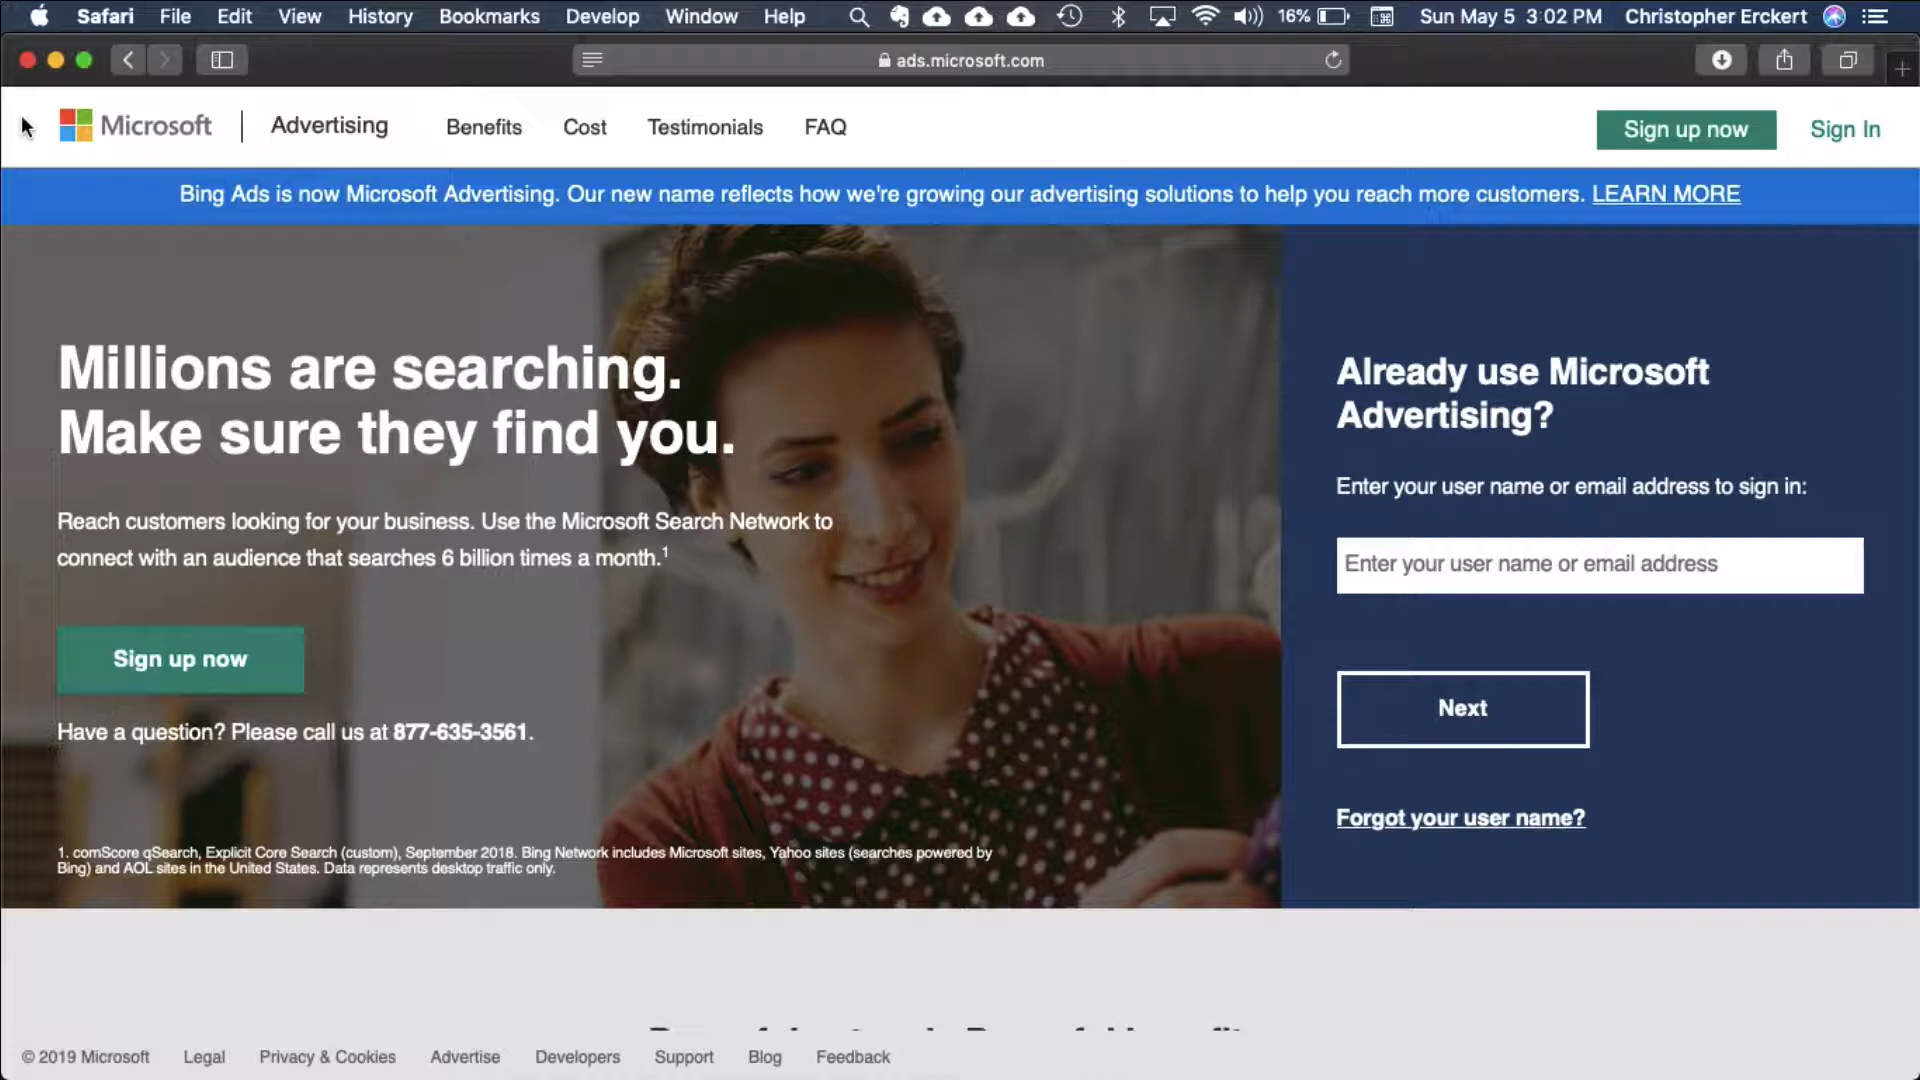 Safari File Edit View History Bookmarks Develop Window Help 16% Sun May 5 3:02 PM Christopher Erckert
ads.microsoft.com
Microsoft Advertising Benefits Cost Testimonials FAQ Sign up now Sign In
Bing Ads is now Microsoft Advertising. Our new name reflects how we're growing our advertising solutions to help you reach more customers. LEARN MORE
Millions are searching.
Make sure they find you.
Reach customers looking for your business. Use the Microsoft Search Network to
connect with an audience that searches 6 billion times a month.1
Sign up now
Have a question? Please call us at 877-635-3561.
1. comScore qSearch, Explicit Core Search (custom), September 2018. Bing Network includes Microsoft sites, Yahoo sites (searches powered by
Bing) and AOL sites in the United States. Data represents desktop traffic only.
Already use Microsoft
Advertising?
Enter your user name or email address to sign in:
Enter your user name or email address
Next
Forgot your user name?
© 2019 Microsoft Legal Privacy & Cookies Advertise Developers Support Blog Feedback